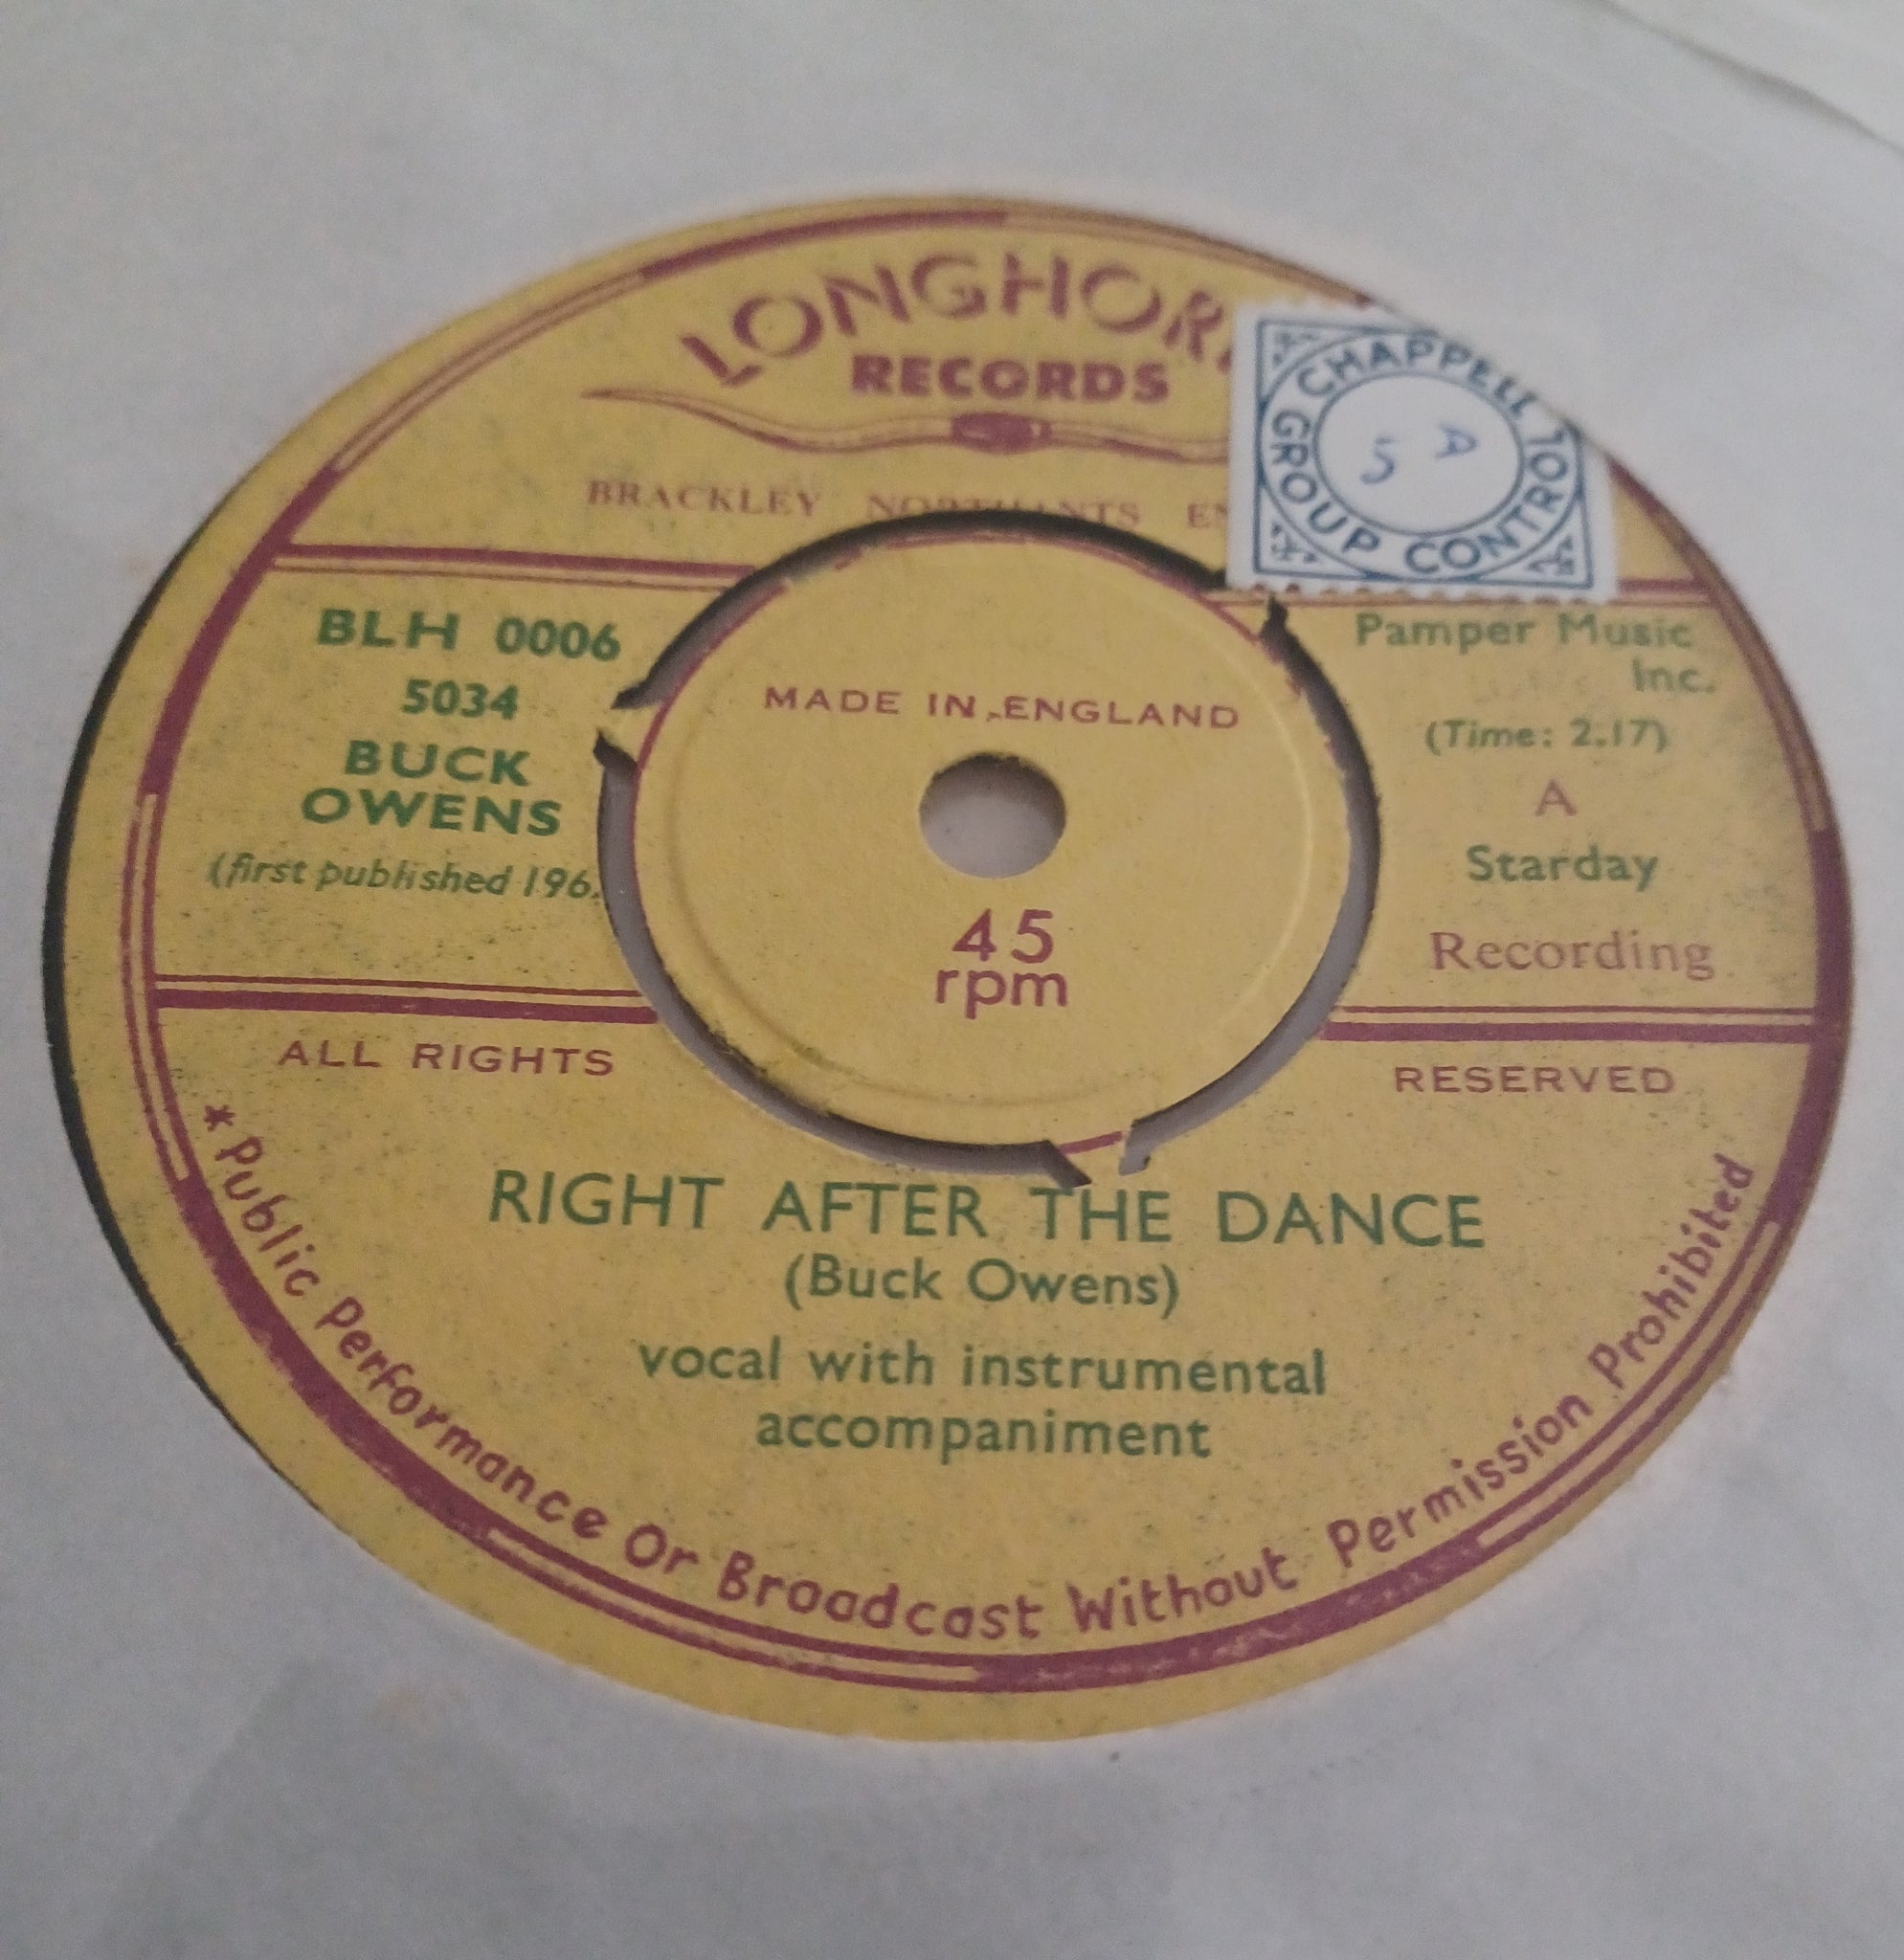 LONGHOR
RECORDS
BRACKLEY NORTHANTS
CHAPPELL
GROUP CONTROL
5 A
BLH 0006
5034
BUCK
OWENS
(first published 196
MADE IN ENGLAND
45
rpm
Pamper Music
Inc.
(Time: 2.17)
A
Starday
Recording
ALL RIGHTS RESERVED
RIGHT AFTER THE DANCE
(Buck Owens)
vocal with instrumental
accompaniment
* Public Performance Or Broadcast Without Permission Prohibited